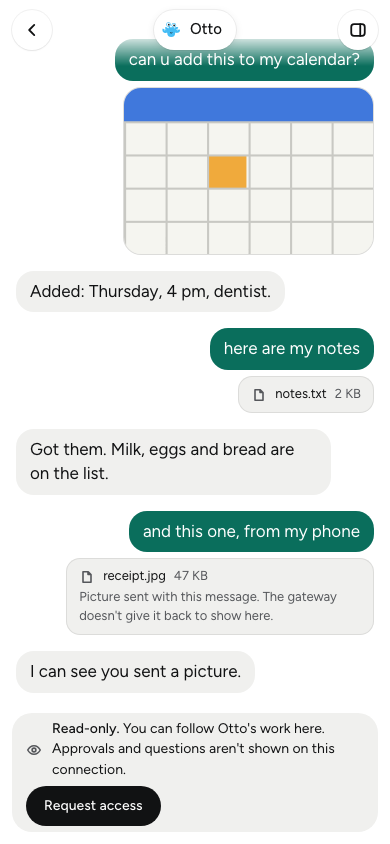 Otto
can u add this to my calendar?
Added: Thursday, 4 pm, dentist.
here are my notes
notes.txt 2 KB
Got them. Milk, eggs and bread are
on the list.
and this one, from my phone
receipt.jpg 47 KB
Picture sent with this message. The gateway
doesn't give it back to show here.
I can see you sent a picture.
Read-only. You can follow Otto's work here.
Approvals and questions aren't shown on this
connection.
Request access